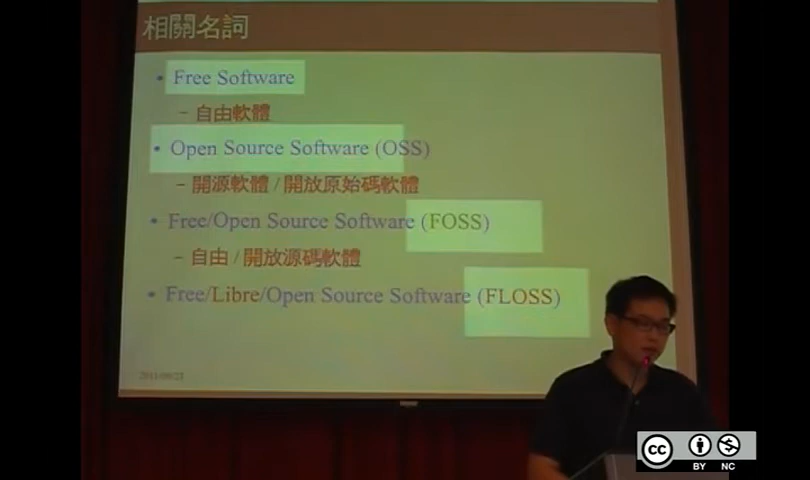 相關名詞
• Free Software
– 自由軟體
• Open Source Software (OSS)
– 開源軟體 / 開放原始碼軟體
• Free/Open Source Software (FOSS)
– 自由 / 開放源碼軟體
• Free/Libre/Open Source Software (FLOSS)
cc
BY NC